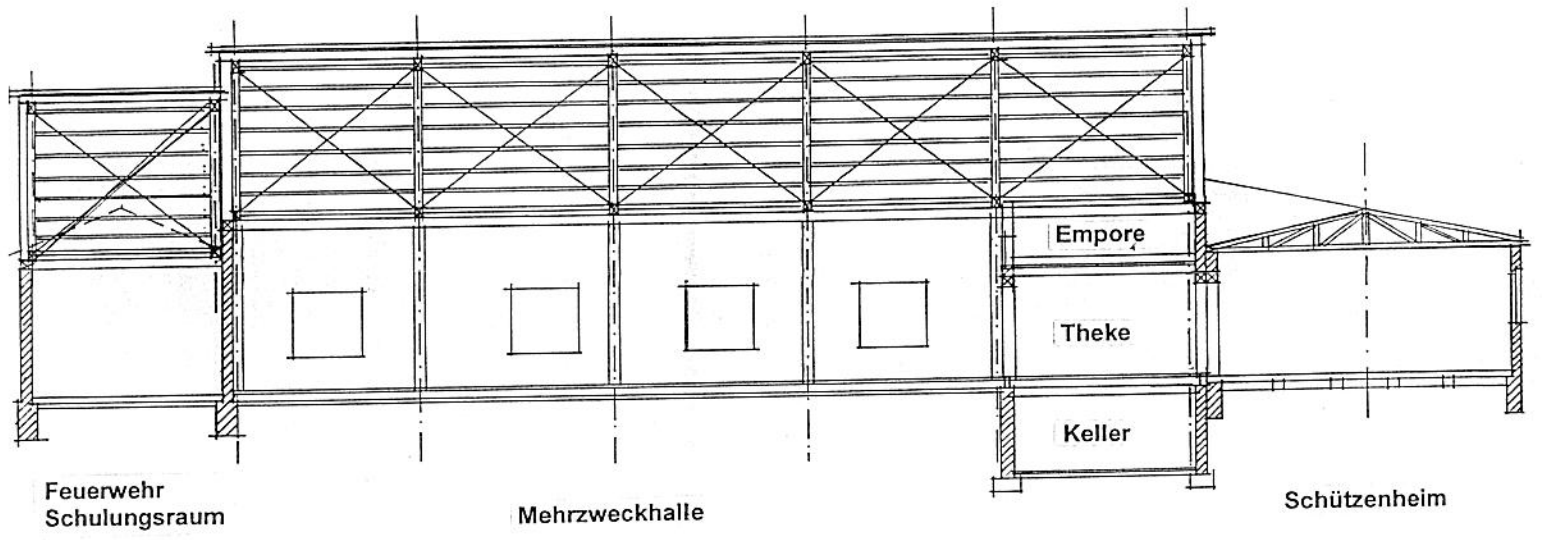 Empore
Theke
Keller
Feuerwehr
Schulungsraum
Mehrzweckhalle
Schützenheim